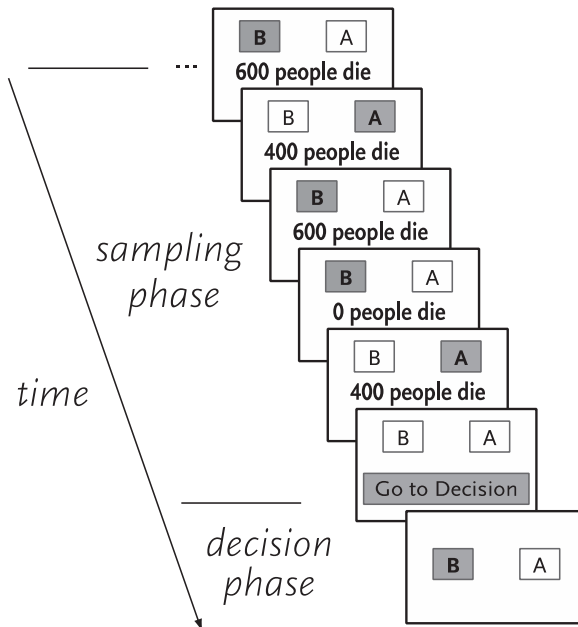 B A
600 people die
B A
400 people die
B A
600 people die
sampling
phase
B A
0 people die
B A
400 people die
time
B A
Go to Decision
decision
phase
B A